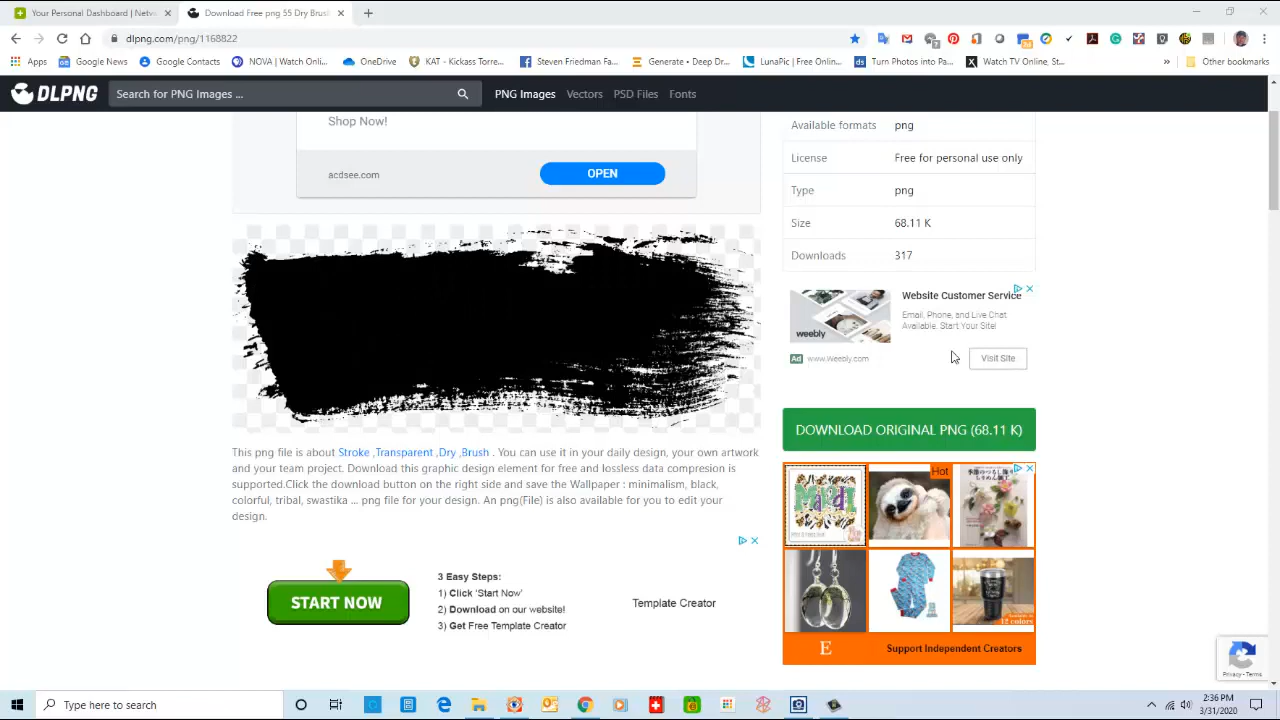 Your Personal Dashboard | Netw
Download Free png 55 Dry Brus
dlpng.com/png/1168822
Apps
Google News
Google Contacts
NOVA | Watch Onli...
OneDrive
KAT - Kickass Torre...
Steven Friedman Fa...
Generate • Deep Dr...
LunaPic | Free Onlin...
Turn Photos into Pa...
Watch TV Online, St...
»
Other bookmarks
DLPNG
Search for PNG Images ...
PNG Images
Vectors
PSD Files
Fonts
Shop Now!
acdsee.com
OPEN
Available formats png
License Free for personal use only
Type png
Size 68.11 K
Downloads 317
Website Customer Service
Email, Phone, and Live Chat
Available. Start Your Site!
weebly
Ad www.Weebly.com
Visit Site
DOWNLOAD ORIGINAL PNG (68.11 K)
This png file is about Stroke ,Transparent ,Dry ,Brush . You can use it in your daily design, your own artwork
and your team project. Download this graphic design element for free and lossless data compresion is
supported.Click the download button on the right side and save the Wallpaper : minimalism, black,
colorful, tribal, swastika ... png file for your design. An png(File) is also available for you to edit your
design.
Hot
12 colors
E
Support Independent Creators
START NOW
3 Easy Steps:
1) Click 'Start Now'
2) Download on our website!
3) Get Free Template Creator
Template Creator
Privacy - Terms
Type here to search
2:36 PM
3/31/2020